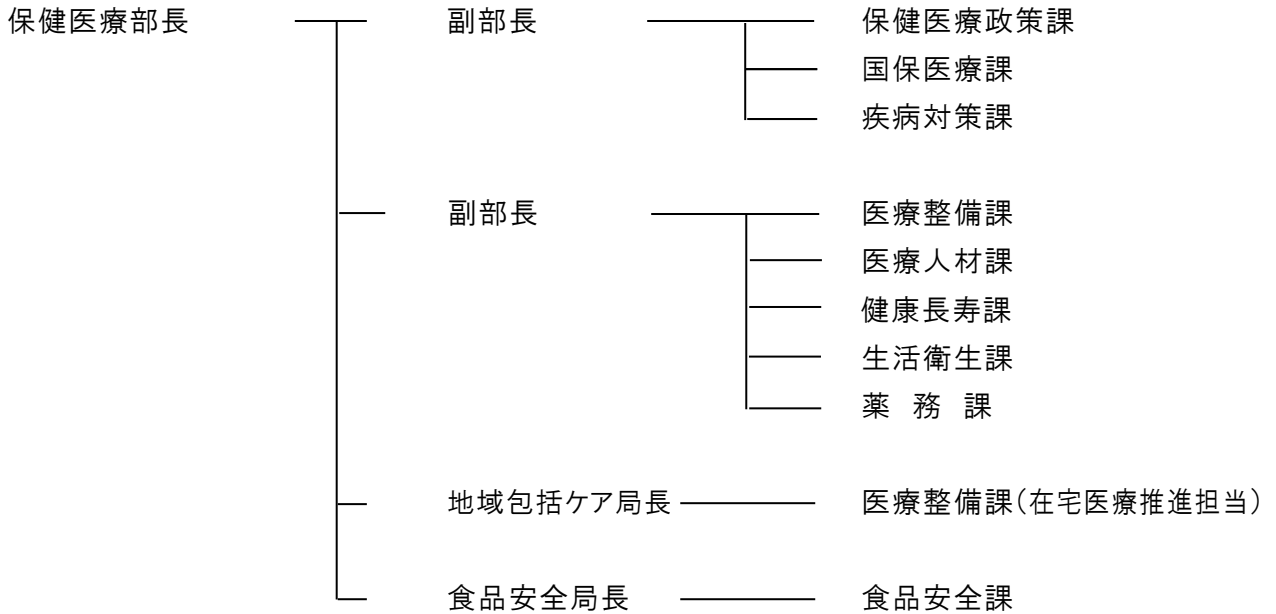 保健医療部長 副部長 保健医療政策課
国保医療課
疾病対策課
副部長 医療整備課
医療人材課
健康長寿課
生活衛生課
薬 務 課
地域包括ケア局長 医療整備課(在宅医療推進担当)
食品安全局長 食品安全課